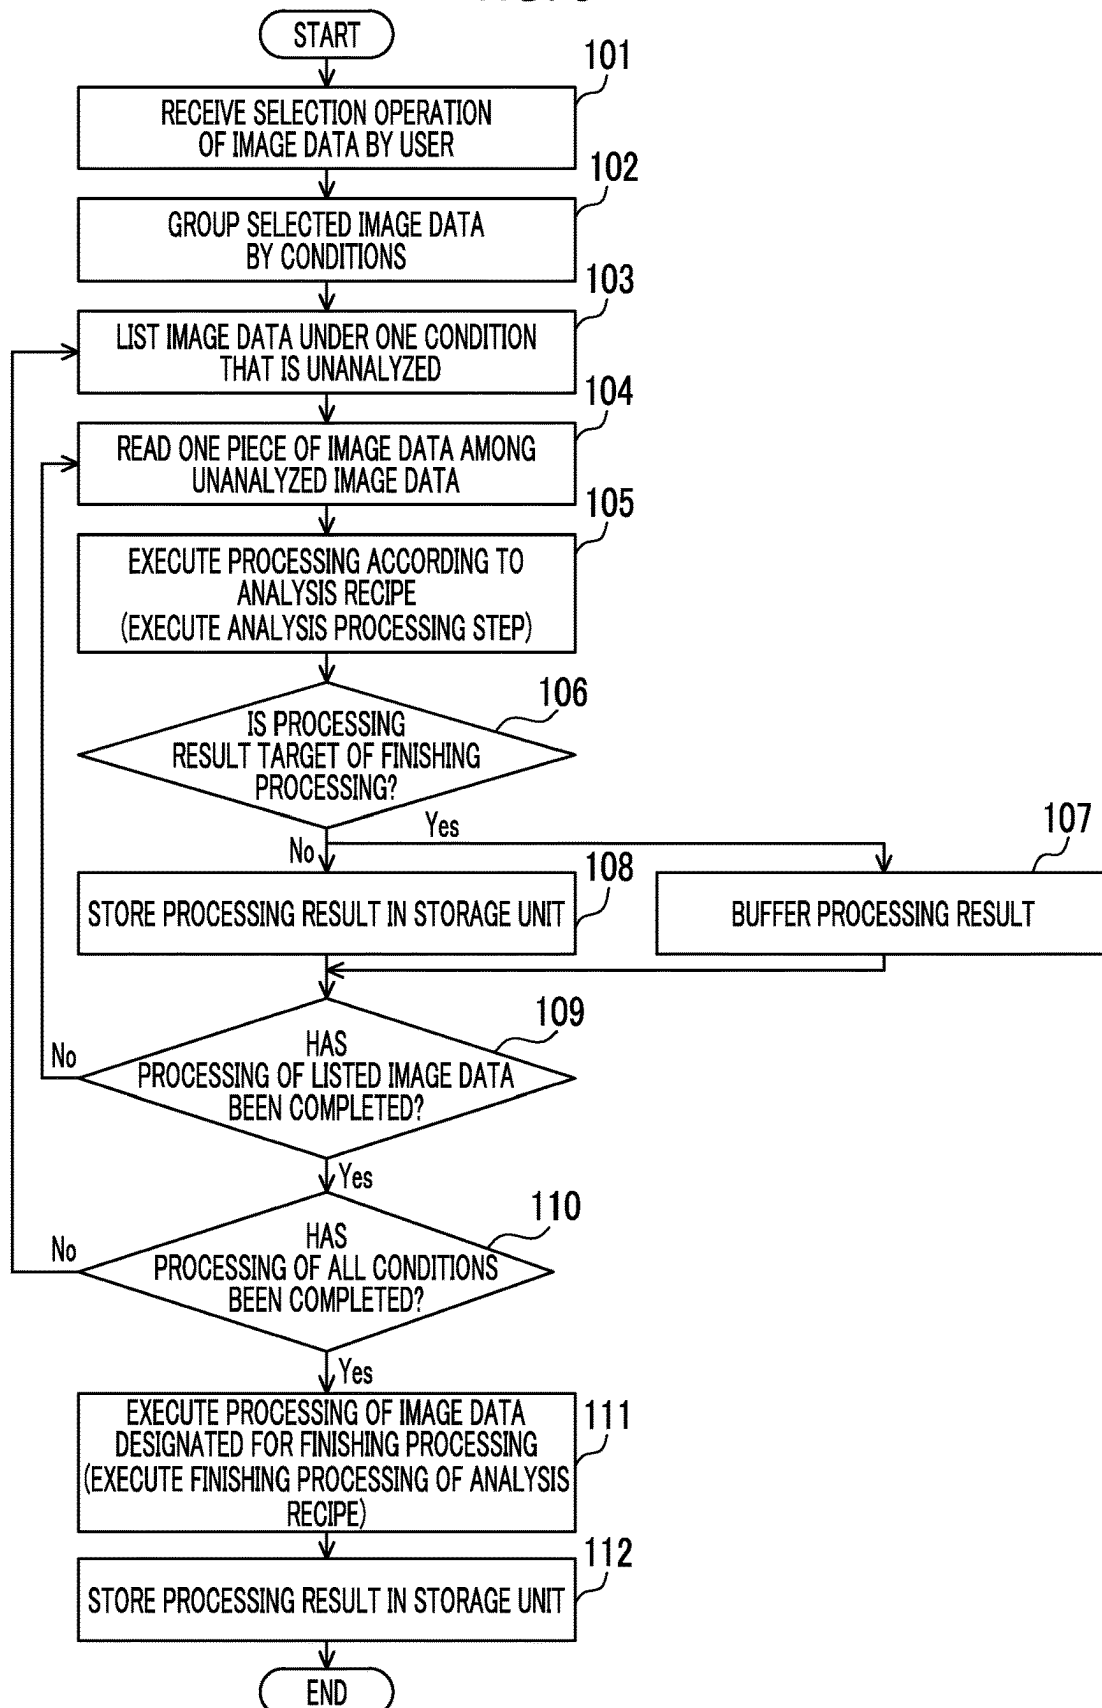 START
101
RECEIVE SELECTION OPERATION
OF IMAGE DATA BY USER
102
GROUP SELECTED IMAGE DATA
BY CONDITIONS
103
LIST IMAGE DATA UNDER ONE CONDITION
THAT IS UNANALYZED
104
READ ONE PIECE OF IMAGE DATA AMONG
UNANALYZED IMAGE DATA
105
EXECUTE PROCESSING ACCORDING TO
ANALYSIS RECIPE
(EXECUTE ANALYSIS PROCESSING STEP)
106
IS PROCESSING
RESULT TARGET OF FINISHING
PROCESSING?
Yes
No
107
108
STORE PROCESSING RESULT IN STORAGE UNIT
BUFFER PROCESSING RESULT
109
HAS
PROCESSING OF LISTED IMAGE DATA
BEEN COMPLETED?
No
Yes
110
HAS
PROCESSING OF ALL CONDITIONS
BEEN COMPLETED?
No
Yes
EXECUTE PROCESSING OF IMAGE DATA
DESIGNATED FOR FINISHING PROCESSING
(EXECUTE FINISHING PROCESSING OF ANALYSIS
RECIPE)
111
112
STORE PROCESSING RESULT IN STORAGE UNIT
END